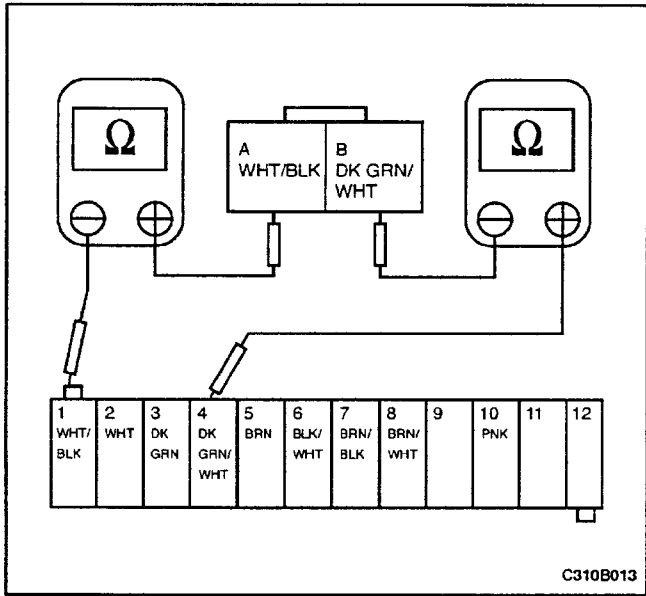 Ω
Ω
A
WHT/BLK
B
DK GRN/
WHT
1
WHT/
BLK
2
WHT
3
DK
GRN
4
DK
GRN/
WHT
5
BRN
6
BLK/
WHT
7
BRN/
BLK
8
BRN/
WHT
9
10
PNK
11
12
C310B013